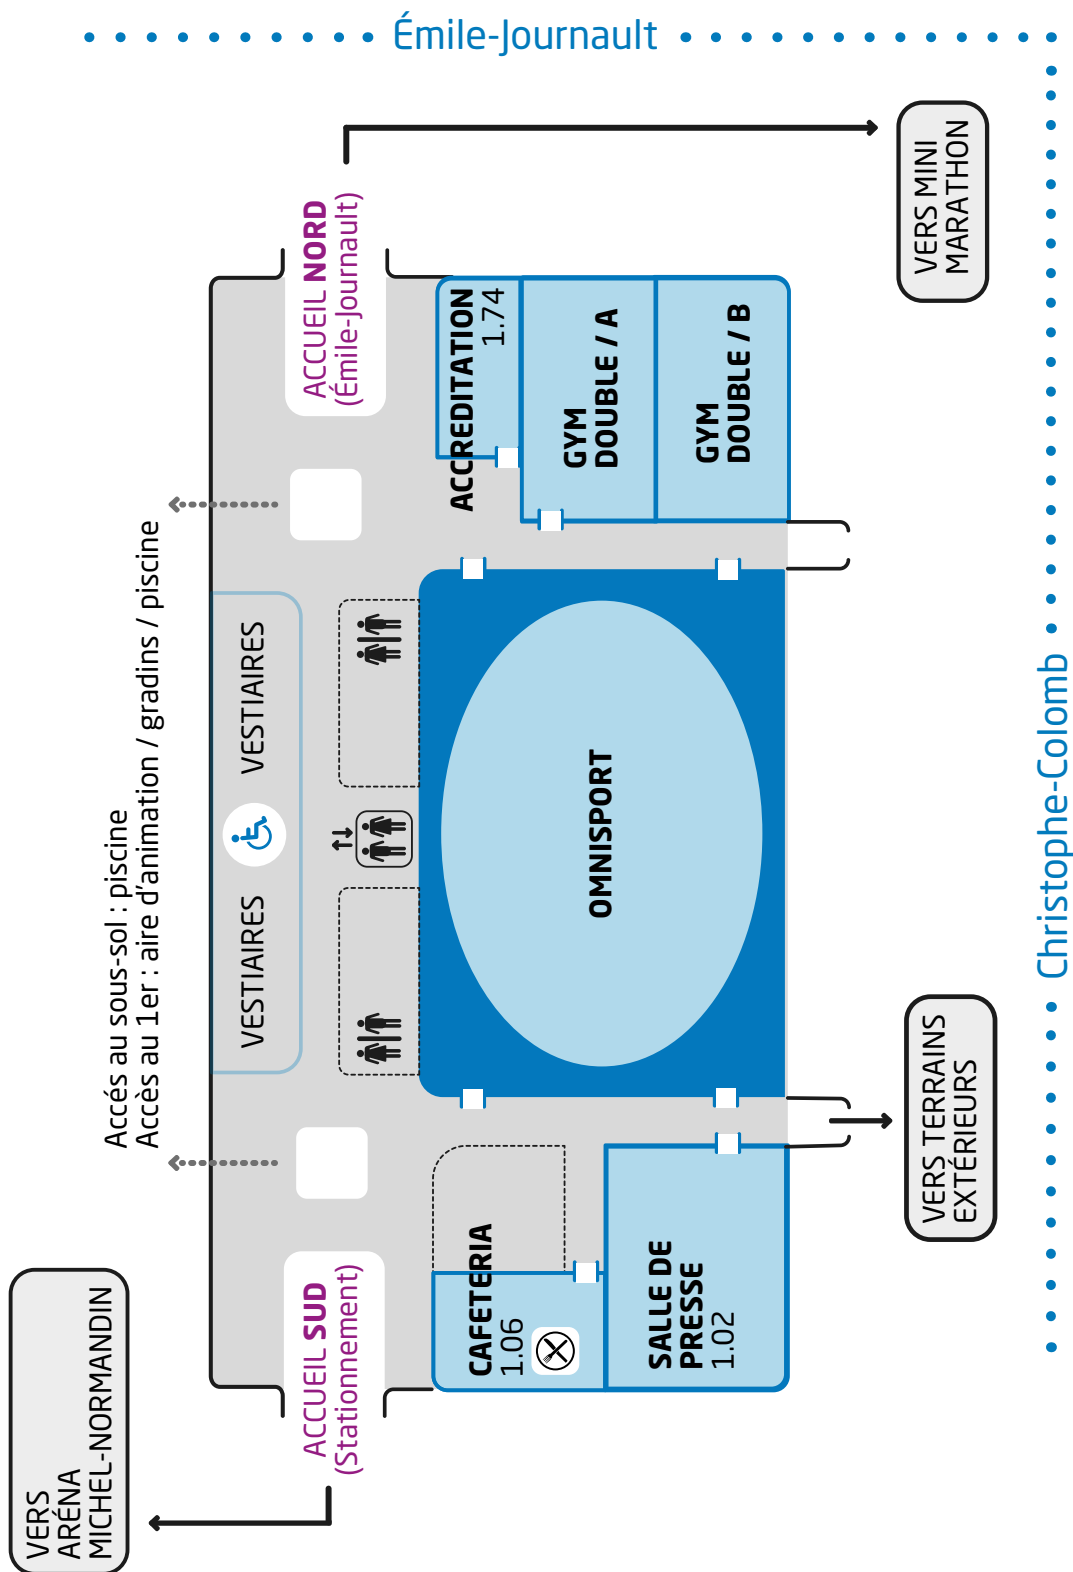 Émile-Journault
VERS MINI
MARATHON
ACCUEIL NORD
(Émile-Journault)
ACCREDITATION
1.74
GYM
DOUBLE / A
GYM
DOUBLE / B
Accés au sous-sol : piscine
Accès au 1er : aire d'animation / gradins / piscine
VESTIAIRES
VESTIAIRES
OMNISPORT
Christophe-Colomb
VERS TERRAINS
EXTÉRIEURS
CAFETERIA
1.06
SALLE DE
PRESSE
1.02
ACCUEIL SUD
(Stationnement)
VERS
ARÉNA
MICHEL-NORMANDIN